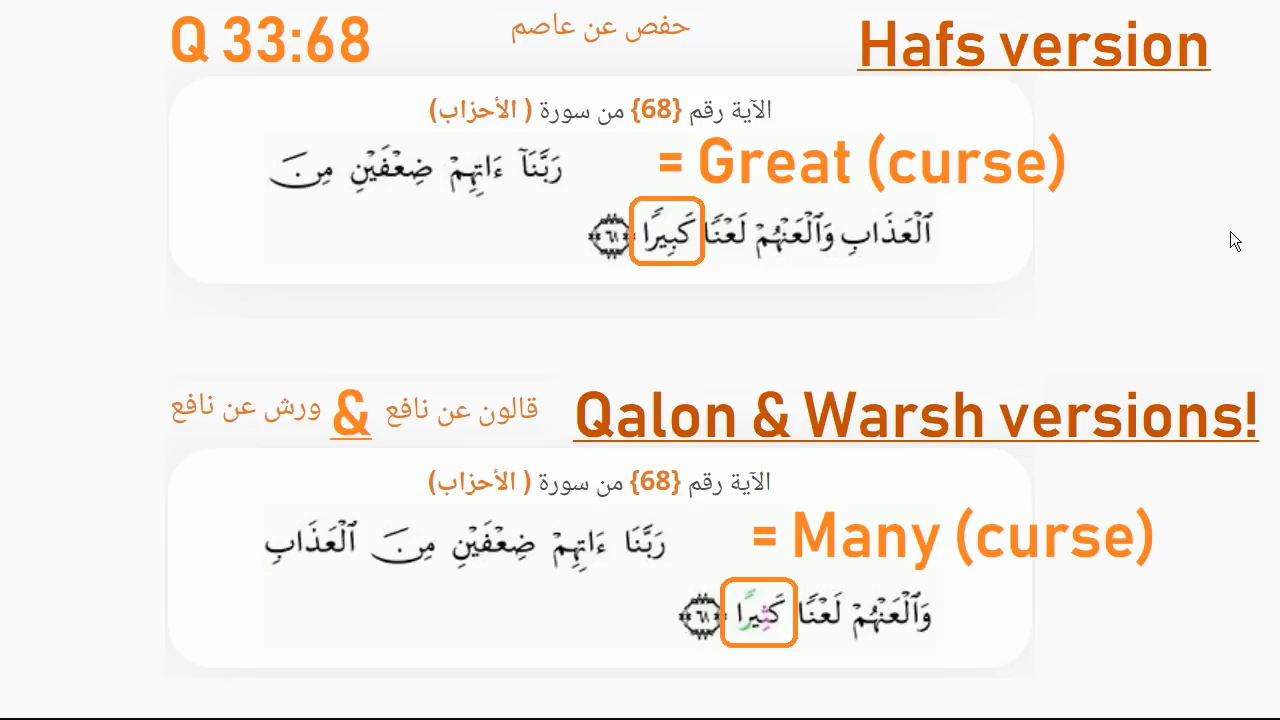 Q 33:68 حفص عن عاصم Hafs version
الآية رقم {68} من سورة ( الأحزاب)
رَبَّنَآ ءَاتِهِمْ ضِعْفَيْنِ مِنَ = Great (curse)
ٱلْعَذَابِ وَٱلْعَنْهُمْ لَعْنًا كَبِيرًا ٦٨
ورش عن نافع & قالون عن نافع Qalon & Warsh versions!
الآية رقم {68} من سورة ( الأحزاب)
رَبَّنَا ءَاتِهِمْ ضِعْفَيْنِ مِنَ ٱلْعَذَابِ = Many (curse)
وَٱلْعَنْهُمْ لَعْنًا كَثِيرًا ٦٨